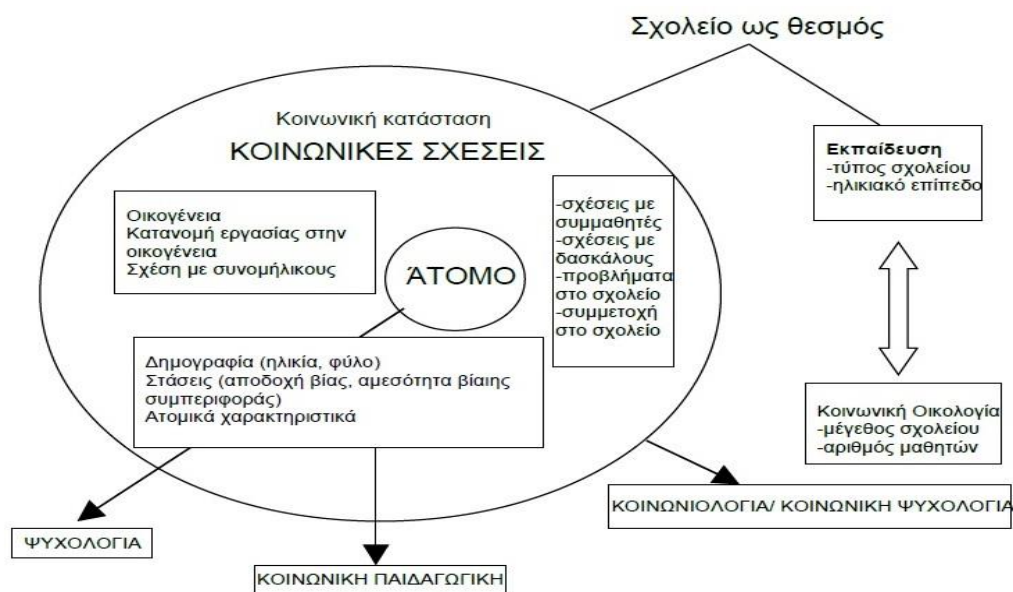 Σχολείο ως θεσμός
Κοινωνική κατάσταση
ΚΟΙΝΩΝΙΚΕΣ ΣΧΕΣΕΙΣ
Οικογένεια
Κατανομή εργασίας στην
οικογένεια
Σχέση με συνομήλικους
ΆΤΟΜΟ
-σχέσεις με
συμμαθητές
-σχέσεις με
δασκάλους
-προβλήματα
στο σχολείο
-συμμετοχή
στο σχολείο
Εκπαίδευση
-τύπος σχολείου
-ηλικιακό επίπεδο
Δημογραφία (ηλικία, φύλο)
Στάσεις (αποδοχή βίας, αμεσότητα βίαιης
συμπεριφοράς)
Ατομικά χαρακτηριστικά
Κοινωνική Οικολογία
-μέγεθος σχολείου
-αριθμός μαθητών
ΚΟΙΝΩΝΙΟΛΟΓΙΑ/ ΚΟΙΝΩΝΙΚΗ ΨΥΧΟΛΟΓΙΑ
ΨΥΧΟΛΟΓΙΑ
ΚΟΙΝΩΝΙΚΗ ΠΑΙΔΑΓΩΓΙΚΗ